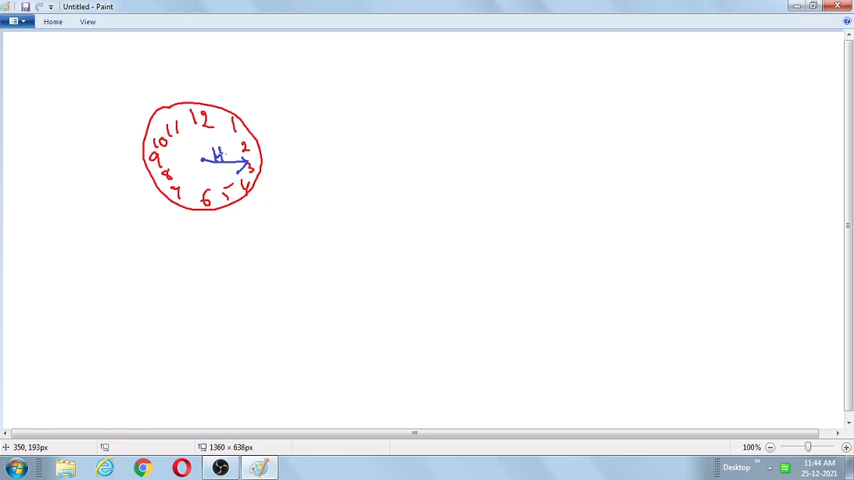 Untitled - Paint
Home View
12
11 1
10 2
9 H 3
8 4
7 5
6
350, 193px
1360 × 638px
100%
Desktop
11:44 AM
25-12-2021